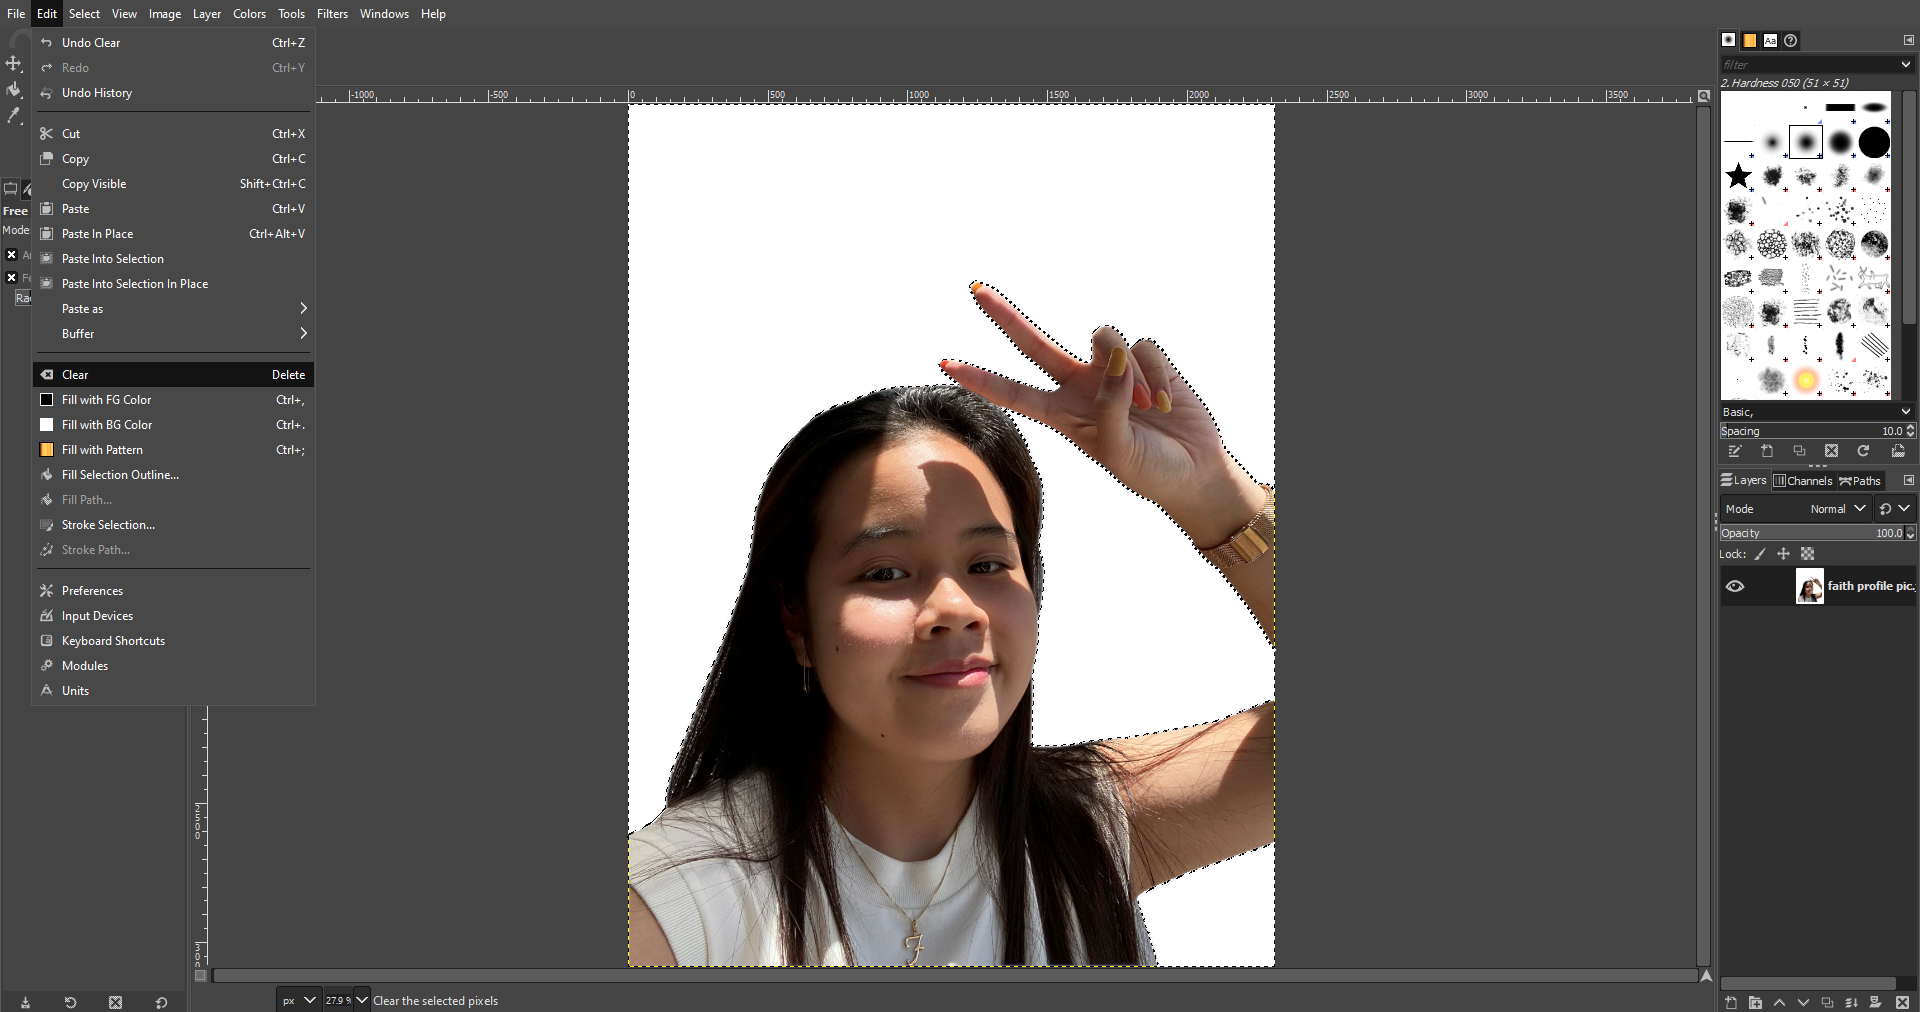 File Edit Select View Image Layer Colors Tools Filters Windows Help
Undo Clear Ctrl+Z
Redo Ctrl+Y
Undo History
Cut Ctrl+X
Copy Ctrl+C
Copy Visible Shift+Ctrl+C
Paste Ctrl+V
Paste In Place Ctrl+Alt+V
Paste Into Selection
Paste Into Selection In Place
Paste as
Buffer
Clear Delete
Fill with FG Color Ctrl+,
Fill with BG Color Ctrl+.
Fill with Pattern Ctrl+;
Fill Selection Outline...
Fill Path...
Stroke Selection...
Stroke Path...
Preferences
Input Devices
Keyboard Shortcuts
Modules
Units
Free
Mode:
-1000 -500 0 500 1000 1500 2000 2500 3000 3500
2500
F
px 27.9 % Clear the selected pixels
Aa
filter
2. Hardness 050 (51 × 51)
Basic,
Spacing 10.0
Layers Channels Paths
Mode Normal
Opacity 100.0
Lock:
faith profile pic.